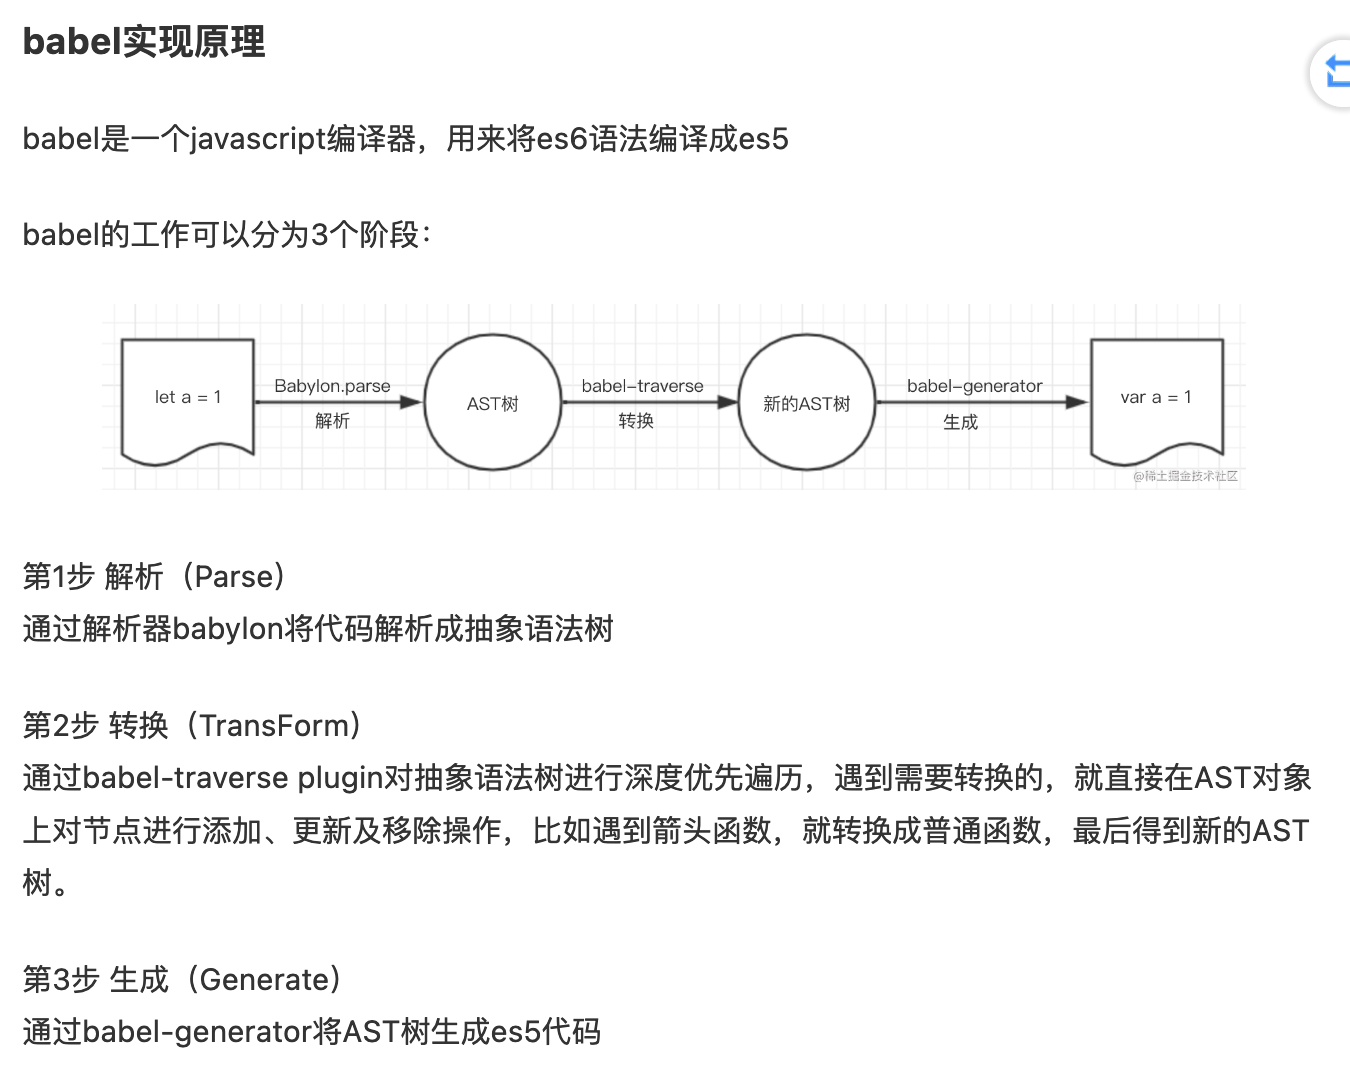 babel实现原理
babel是一个javascript编译器，用来将es6语法编译成es5
babel的工作可以分为3个阶段：
let a = 1
Babylon.parse
解析
AST树
babel-traverse
转换
新的AST树
babel-generator
生成
var a = 1
@稀土掘金技术社区
第1步 解析（Parse）
通过解析器babylon将代码解析成抽象语法树
第2步 转换（TransForm）
通过babel-traverse plugin对抽象语法树进行深度优先遍历，遇到需要转换的，就直接在AST对象
上对节点进行添加、更新及移除操作，比如遇到箭头函数，就转换成普通函数，最后得到新的AST
树。
第3步 生成（Generate）
通过babel-generator将AST树生成es5代码